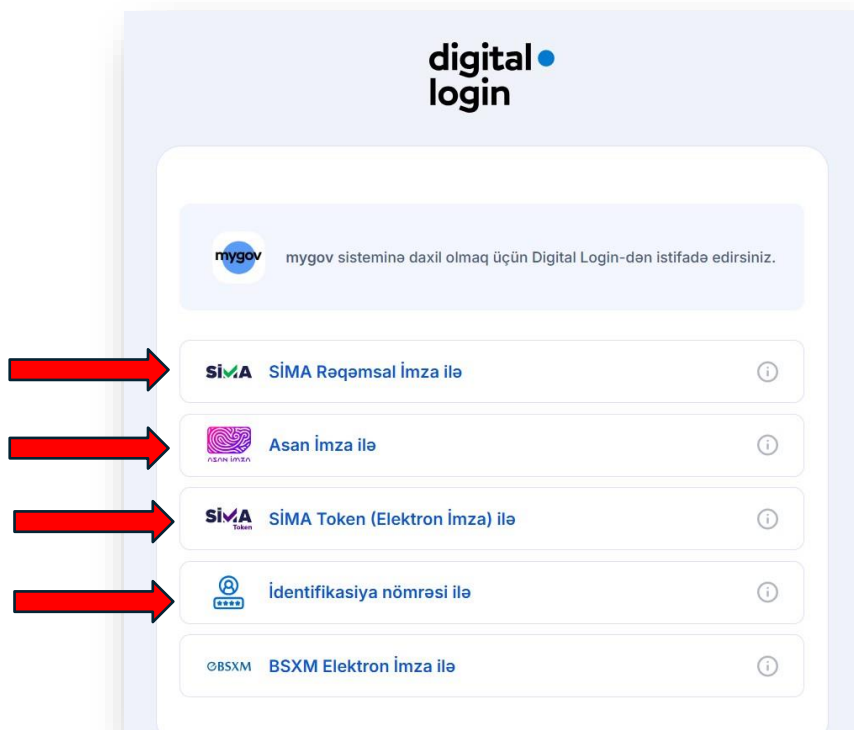 digital
login
mygov
mygov sisteminə daxil olmaq üçün Digital Login-dən istifadə edirsiniz.
SİMA
SİMA Rəqəmsal İmza ilə
ASAN İMZA
Asan İmza ilə
SİMA
Token
SİMA Token (Elektron İmza) ilə
****
İdentifikasiya nömrəsi ilə
BSXM
BSXM Elektron İmza ilə